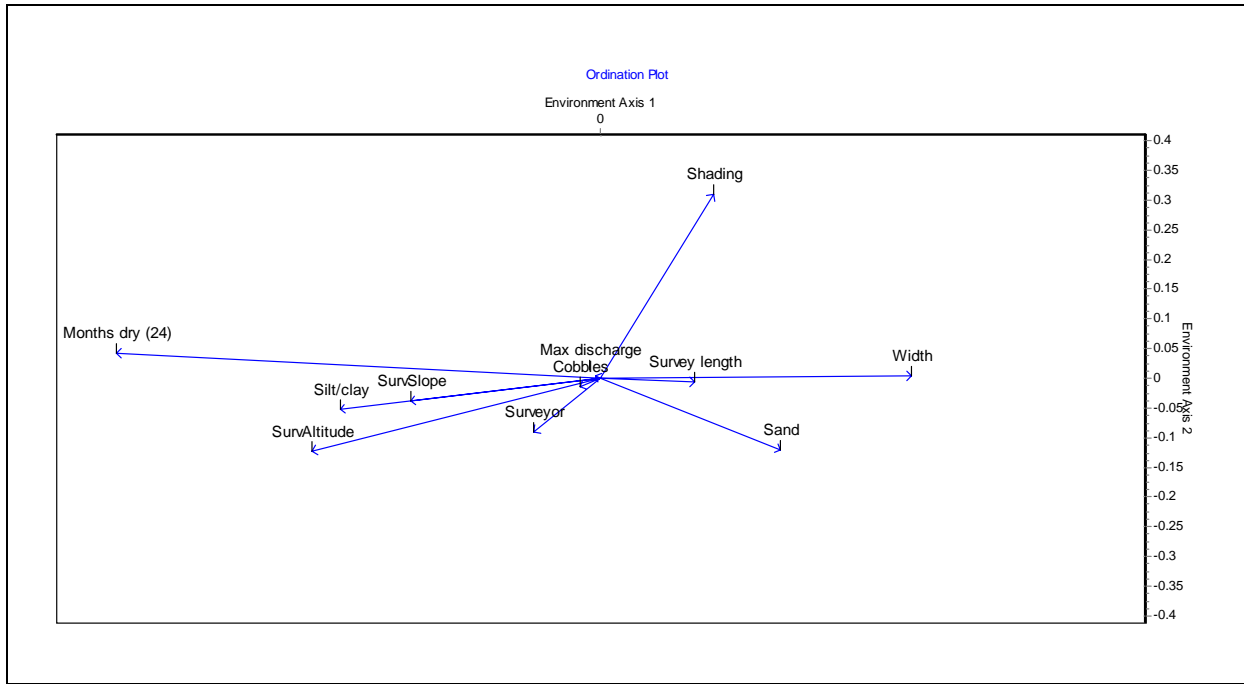 Ordination Plot
Environment Axis 1
0
0.4
0.35
0.3
0.25
0.2
0.15
0.1
0.05
0
-0.05
-0.1
-0.15
-0.2
-0.25
-0.3
-0.35
-0.4
Environment Axis 2
Shading
Months dry (24)
Max discharge
Cobbles
Survey length
Width
SurvSlope
Silt/clay
Surveyor
SurvAltitude
Sand